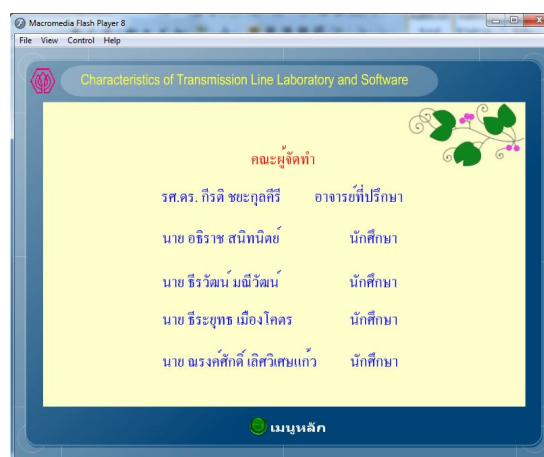 Macromedia Flash Player 8
File View Control Help
Characteristics of Transmission Line Laboratory and Software
คณะผู้จัดทำ
รศ.ดร. กีรติ ชยะกุลคีรี อาจารย์ที่ปรึกษา
นาย อธิราช สนิทนิตย์ นักศึกษา
นาย ธีรวัฒน์ มณีวัฒน์ นักศึกษา
นาย ธีระยุทธ เมืองโคตร นักศึกษา
นาย ณรงค์ศักดิ์ เลิศวิเศษแก้ว นักศึกษา
เมนูหลัก